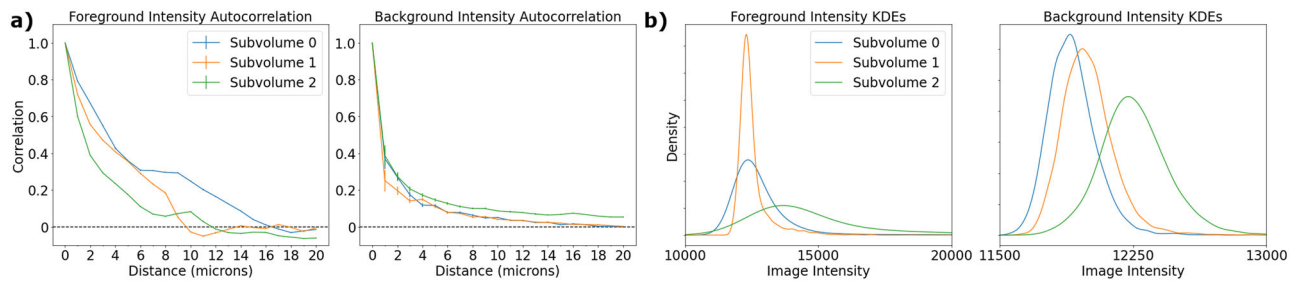 a)
Foreground Intensity Autocorrelation
Correlation
1.0
0.8
0.6
0.4
0.2
0
Subvolume 0
Subvolume 1
Subvolume 2
0 2 4 6 8 10 12 14 16 18 20
Distance (microns)
Background Intensity Autocorrelation
1.0
0.8
0.6
0.4
0.2
0
0 2 4 6 8 10 12 14 16 18 20
Distance (microns)
b)
Foreground Intensity KDEs
Density
Subvolume 0
Subvolume 1
Subvolume 2
10000 15000 20000
Image Intensity
Background Intensity KDEs
11500 12250 13000
Image Intensity